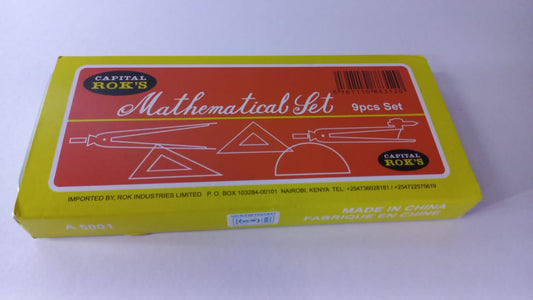 CAPITAL
ROK'S
Mathematical Set
9pcs Set
CAPITAL
ROK'S
IMPORTED BY, ROK INDUSTRIES LIMITED P. O. BOX 103284-00101 NAIROBI, KENYA TEL: +254736028181 / +254722575619
A 5001
MADE IN CHINA
FABRIQUE EN CHINE